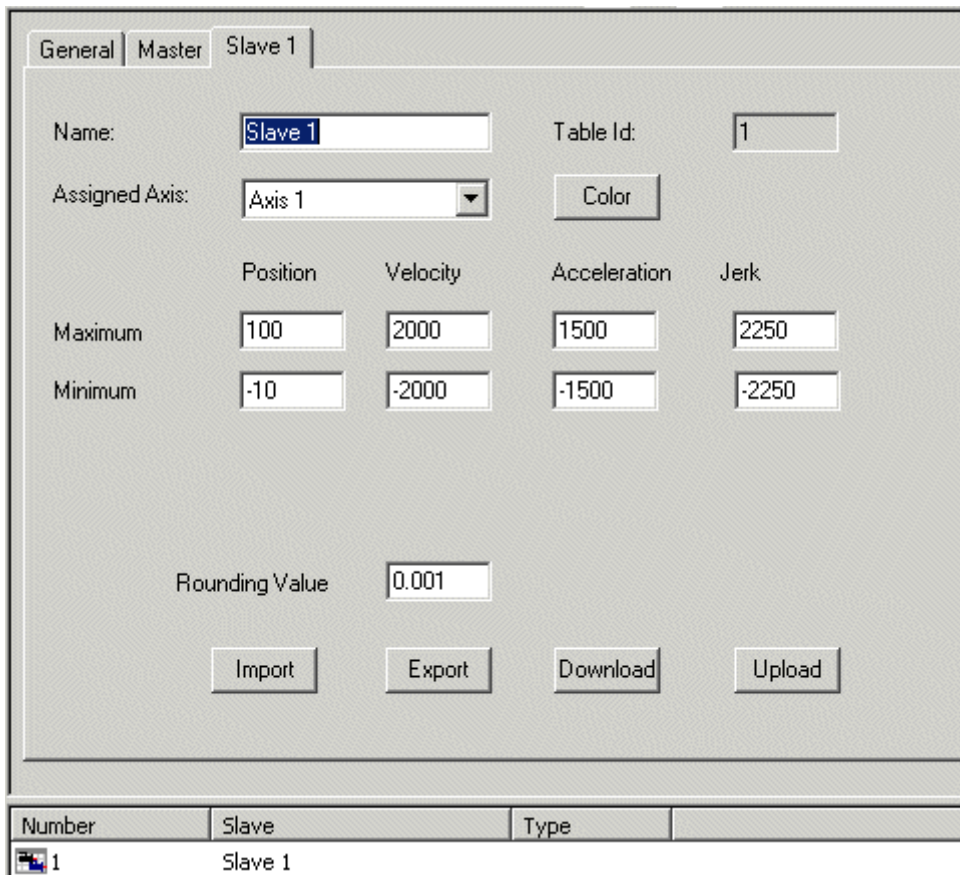 General Master Slave 1
Name: Slave 1 Table Id: 1
Assigned Axis: Axis 1 Color
Position Velocity Acceleration Jerk
Maximum 100 2000 1500 2250
Minimum -10 -2000 -1500 -2250
Rounding Value 0.001
Import Export Download Upload
Number Slave Type
1 Slave 1